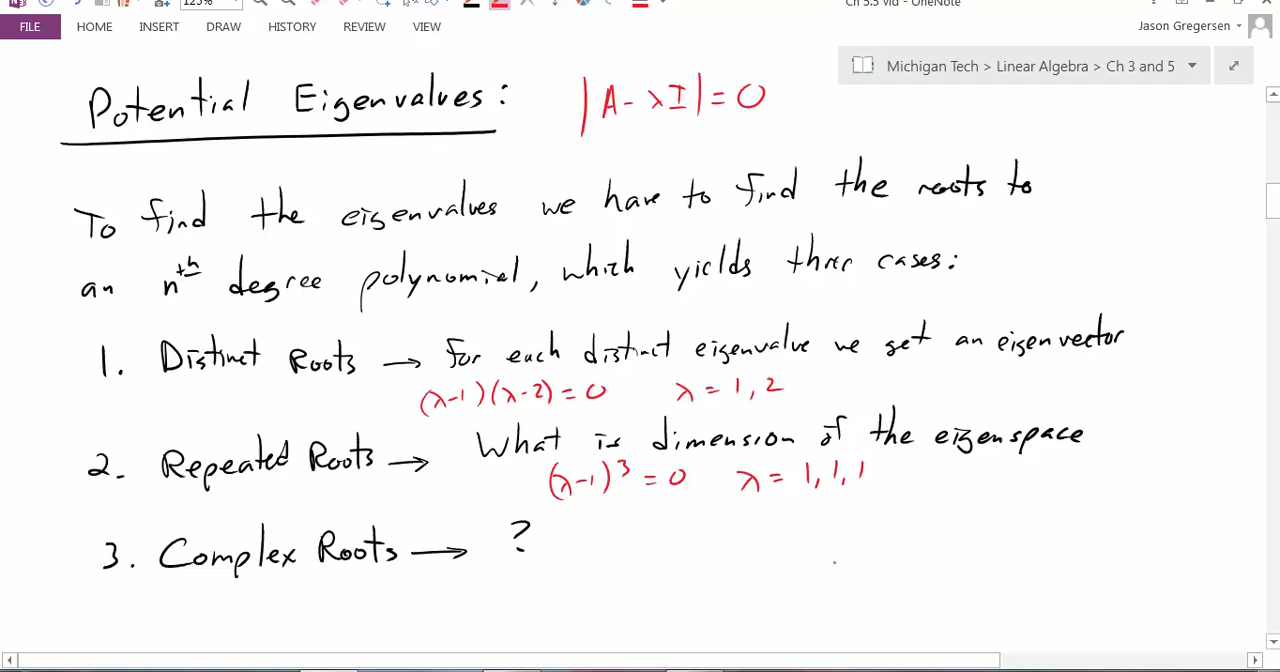 125%
Ch 5.5 vid - OneNote
FILE HOME INSERT DRAW HISTORY REVIEW VIEW
Jason Gregersen
Michigan Tech > Linear Algebra > Ch 3 and 5
Potential Eigenvalues: |A - λI| = 0
To find the eigenvalues we have to find the roots to
an nth degree polynomial, which yields three cases:
1. Distinct Roots → For each distinct eigenvalue we get an eigenvector
(λ-1)(λ-2) = 0 λ = 1, 2
2. Repeated Roots → What is dimension of the eigenspace
(λ-1)³ = 0 λ = 1, 1, 1
3. Complex Roots → ?